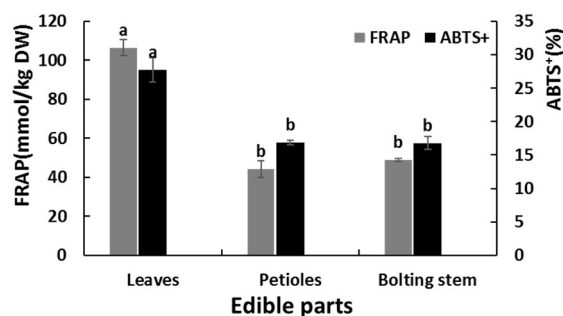 120
100
80
60
40
20
0
FRAP(mmol/kg DW)
a
a
b
b
b
b
FRAP
ABTS+
35
30
25
20
15
10
5
0
ABTS⁺(%)
Leaves
Petioles
Bolting stem
Edible parts